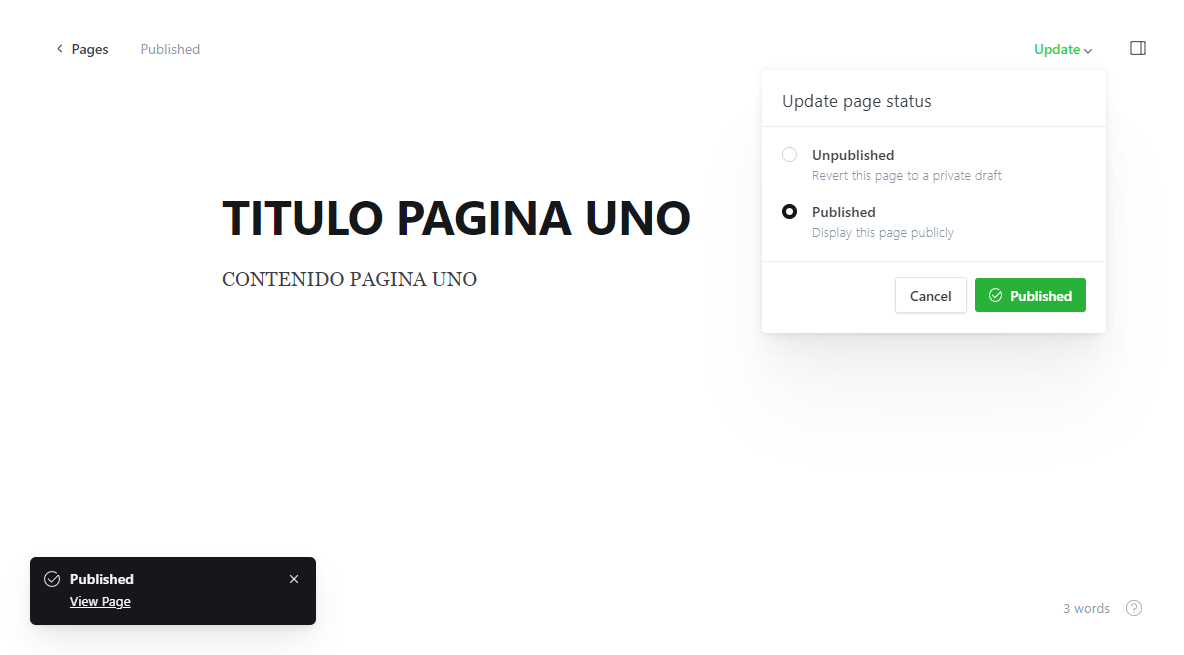 Pages
Published
Update
Update page status
Unpublished
Revert this page to a private draft
Published
Display this page publicly
Cancel
Published
TITULO PAGINA UNO
CONTENIDO PAGINA UNO
Published
View Page
3 words
?